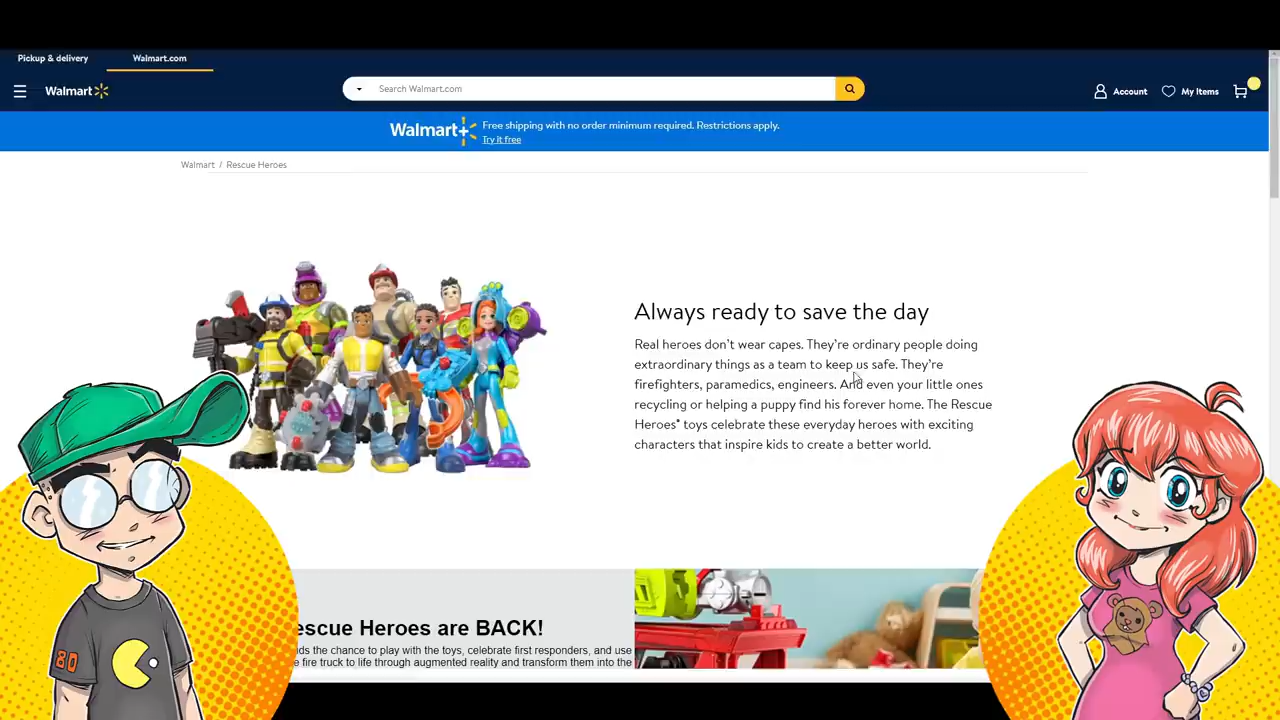 Pickup & delivery
Walmart.com
Walmart
Search Walmart.com
Account
My Items
Walmart+
Free shipping with no order minimum required. Restrictions apply.
Try it free
Walmart / Rescue Heroes
Always ready to save the day
Real heroes don't wear capes. They're ordinary people doing
extraordinary things as a team to keep us safe. They're
firefighters, paramedics, engineers. And even your little ones
recycling or helping a puppy find his forever home. The Rescue
Heroes® toys celebrate these everyday heroes with exciting
characters that inspire kids to create a better world.
escue Heroes are BACK!
ids the chance to play with the toys, celebrate first responders, and use
e fire truck to life through augmented reality and transform them into the
80